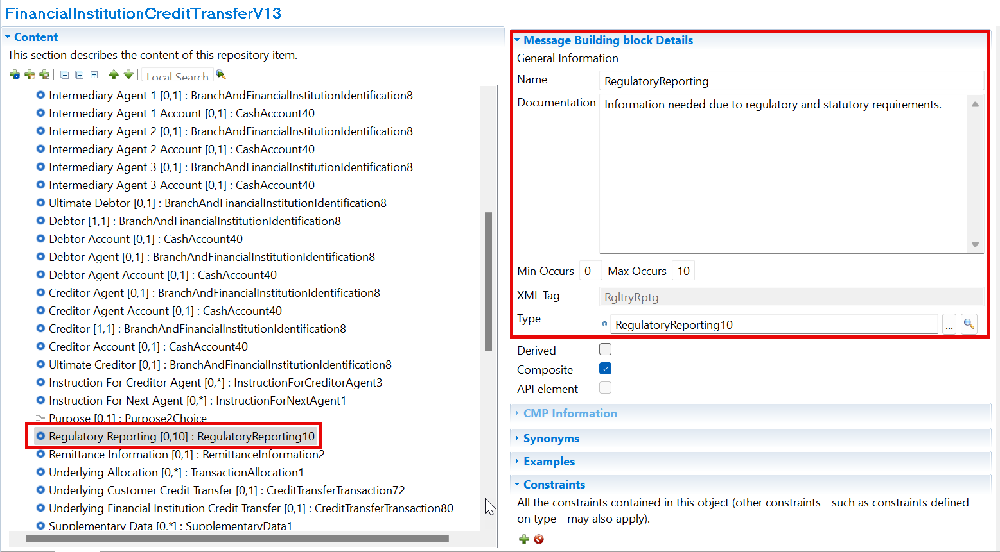 FinancialInstitutionCreditTransferV13
Content
This section describes the content of this repository item.
Local Search
Intermediary Agent 1 [0,1] : BranchAndFinancialInstitutionIdentification8
Intermediary Agent 1 Account [0,1] : CashAccount40
Intermediary Agent 2 [0,1] : BranchAndFinancialInstitutionIdentification8
Intermediary Agent 2 Account [0,1] : CashAccount40
Intermediary Agent 3 [0,1] : BranchAndFinancialInstitutionIdentification8
Intermediary Agent 3 Account [0,1] : CashAccount40
Ultimate Debtor [0,1] : BranchAndFinancialInstitutionIdentification8
Debtor [1,1] : BranchAndFinancialInstitutionIdentification8
Debtor Account [0,1] : CashAccount40
Debtor Agent [0,1] : BranchAndFinancialInstitutionIdentification8
Debtor Agent Account [0,1] : CashAccount40
Creditor Agent [0,1] : BranchAndFinancialInstitutionIdentification8
Creditor Agent Account [0,1] : CashAccount40
Creditor [1,1] : BranchAndFinancialInstitutionIdentification8
Creditor Account [0,1] : CashAccount40
Ultimate Creditor [0,1] : BranchAndFinancialInstitutionIdentification8
Instruction For Creditor Agent [0,*] : InstructionForCreditorAgent3
Instruction For Next Agent [0,*] : InstructionForNextAgent1
Purpose [0,1] : Purpose2Choice
Regulatory Reporting [0,10] : RegulatoryReporting10
Remittance Information [0,1] : RemittanceInformation2
Underlying Allocation [0,*] : TransactionAllocation1
Underlying Customer Credit Transfer [0,1] : CreditTransferTransaction72
Underlying Financial Institution Credit Transfer [0,1] : CreditTransferTransaction80
Supplementary Data [0,*] : SupplementaryData1
Message Building block Details
General Information
Name RegulatoryReporting
Documentation Information needed due to regulatory and statutory requirements.
Min Occurs 0 Max Occurs 10
XML Tag RgltryRptg
Type RegulatoryReporting10 ...
Derived
Composite
API element
CMP Information
Synonyms
Examples
Constraints
All the constraints contained in this object (other constraints - such as constraints defined
on type - may also apply).